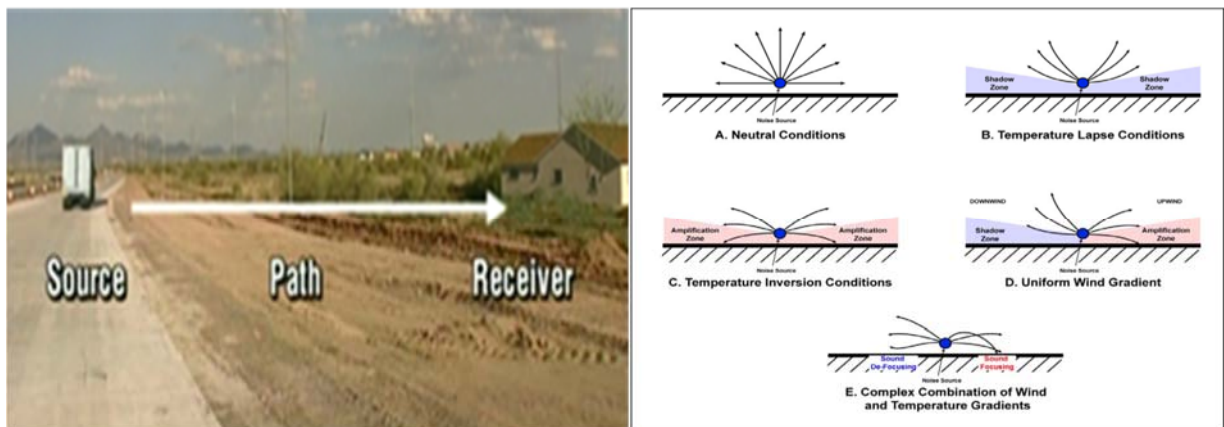 Source
Path
Receiver
Noise Source
A. Neutral Conditions
Shadow
Zone
Shadow
Zone
Noise Source
B. Temperature Lapse Conditions
Amplification
Zone
Amplification
Zone
Noise Source
C. Temperature Inversion Conditions
DOWNWIND
UPWIND
Shadow
Zone
Amplification
Zone
Noise Source
D. Uniform Wind Gradient
Sound
De-Focusing
Sound
Focusing
Noise Source
E. Complex Combination of Wind
and Temperature Gradients